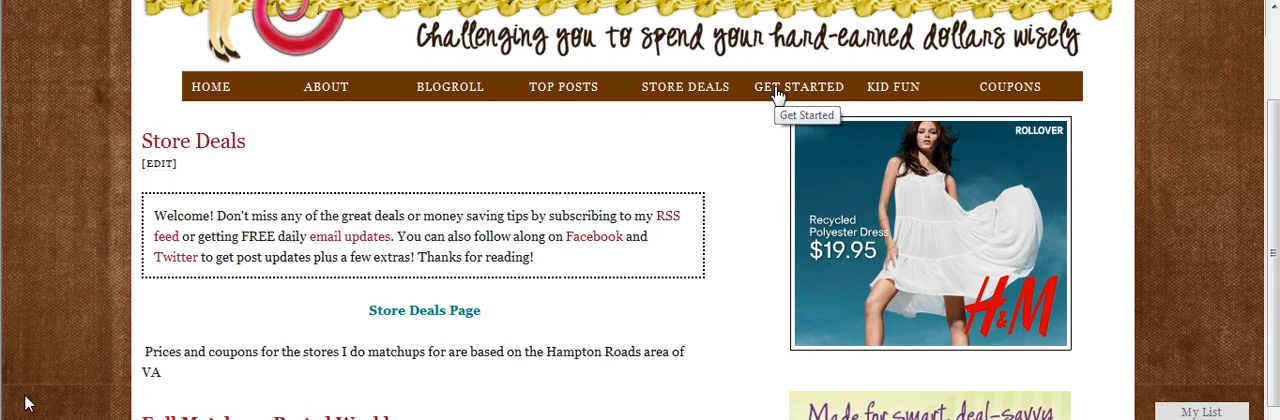 Challenging you to spend your hard-earned dollars wisely
HOME ABOUT BLOGROLL TOP POSTS STORE DEALS GET STARTED KID FUN COUPONS
Get Started
Store Deals
[EDIT]
Welcome! Don't miss any of the great deals or money saving tips by subscribing to my RSS
feed or getting FREE daily email updates. You can also follow along on Facebook and
Twitter to get post updates plus a few extras! Thanks for reading!
Store Deals Page
Prices and coupons for the stores I do matchups for are based on the Hampton Roads area of
VA
ROLLOVER
Recycled
Polyester Dress
$19.95
H&M
Made for smart, deal-savvy
My List